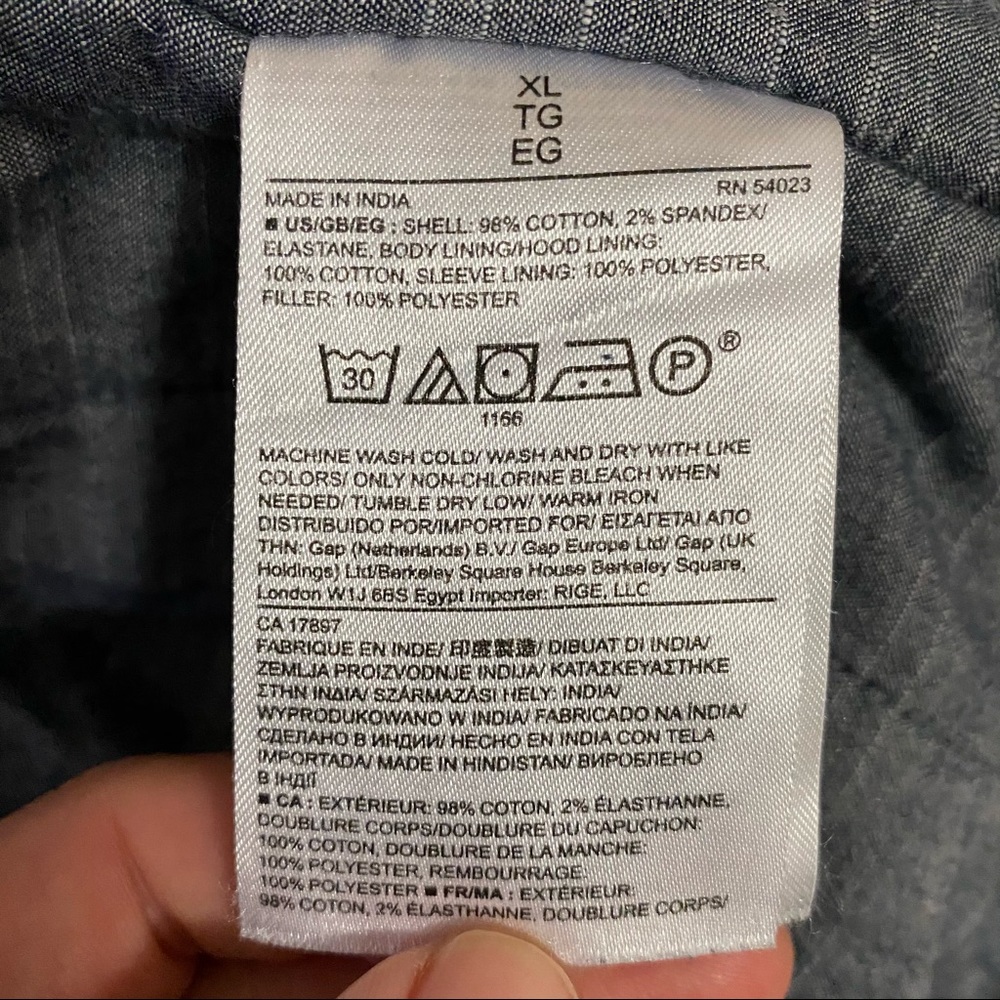 XL
TG
EG
RN 54023
MADE IN INDIA
■ US/GB/EG : SHELL: 98% COTTON, 2% SPANDEX/
ELASTANE, BODY LINING/HOOD LINING:
100% COTTON, SLEEVE LINING: 100% POLYESTER,
FILLER: 100% POLYESTER
30 P ®
1166
MACHINE WASH COLD/ WASH AND DRY WITH LIKE
COLORS/ ONLY NON-CHLORINE BLEACH WHEN
NEEDED/ TUMBLE DRY LOW/ WARM IRON
DISTRIBUIDO POR/IMPORTED FOR/ ΕΙΣΑΓΕΤΑΙ ΑΠΟ
ΤΗΝ: Gap (Netherlands) B.V./ Gap Europe Ltd/ Gap (UK
Holdings) Ltd/Berkeley Square House Berkeley Square,
London W1J 6BS Egypt Importer: RIGE, LLC
CA 17897
FABRIQUÉ EN INDE/ 印度製造/ DIBUAT DI INDIA/
ZEMLJA PROIZVODNJE INDIJA/ ΚΑΤΑΣΚΕΥΑΣΤΗΚΕ
ΣΤΗΝ ΙΝΔΙΑ/ SZÁRMAZÁSI HELY: INDIA/
WYPRODUKOWANO W INDIA/ FABRICADO NA ÍNDIA/
СДЕЛАНО В ИНДИИ/ HECHO EN INDIA CON TELA
IMPORTADA/ MADE IN HINDISTAN/ ВИРОБЛЕНО
В ІНДІЇ
■ CA : EXTÉRIEUR: 98% COTON, 2% ÉLASTHANNE,
DOUBLURE CORPS/DOUBLURE DU CAPUCHON:
100% COTON, DOUBLURE DE LA MANCHE:
100% POLYESTER, REMBOURRAGE:
100% POLYESTER ■ FR/MA : EXTÉRIEUR:
98% COTON, 2% ÉLASTHANNE, DOUBLURE CORPS/